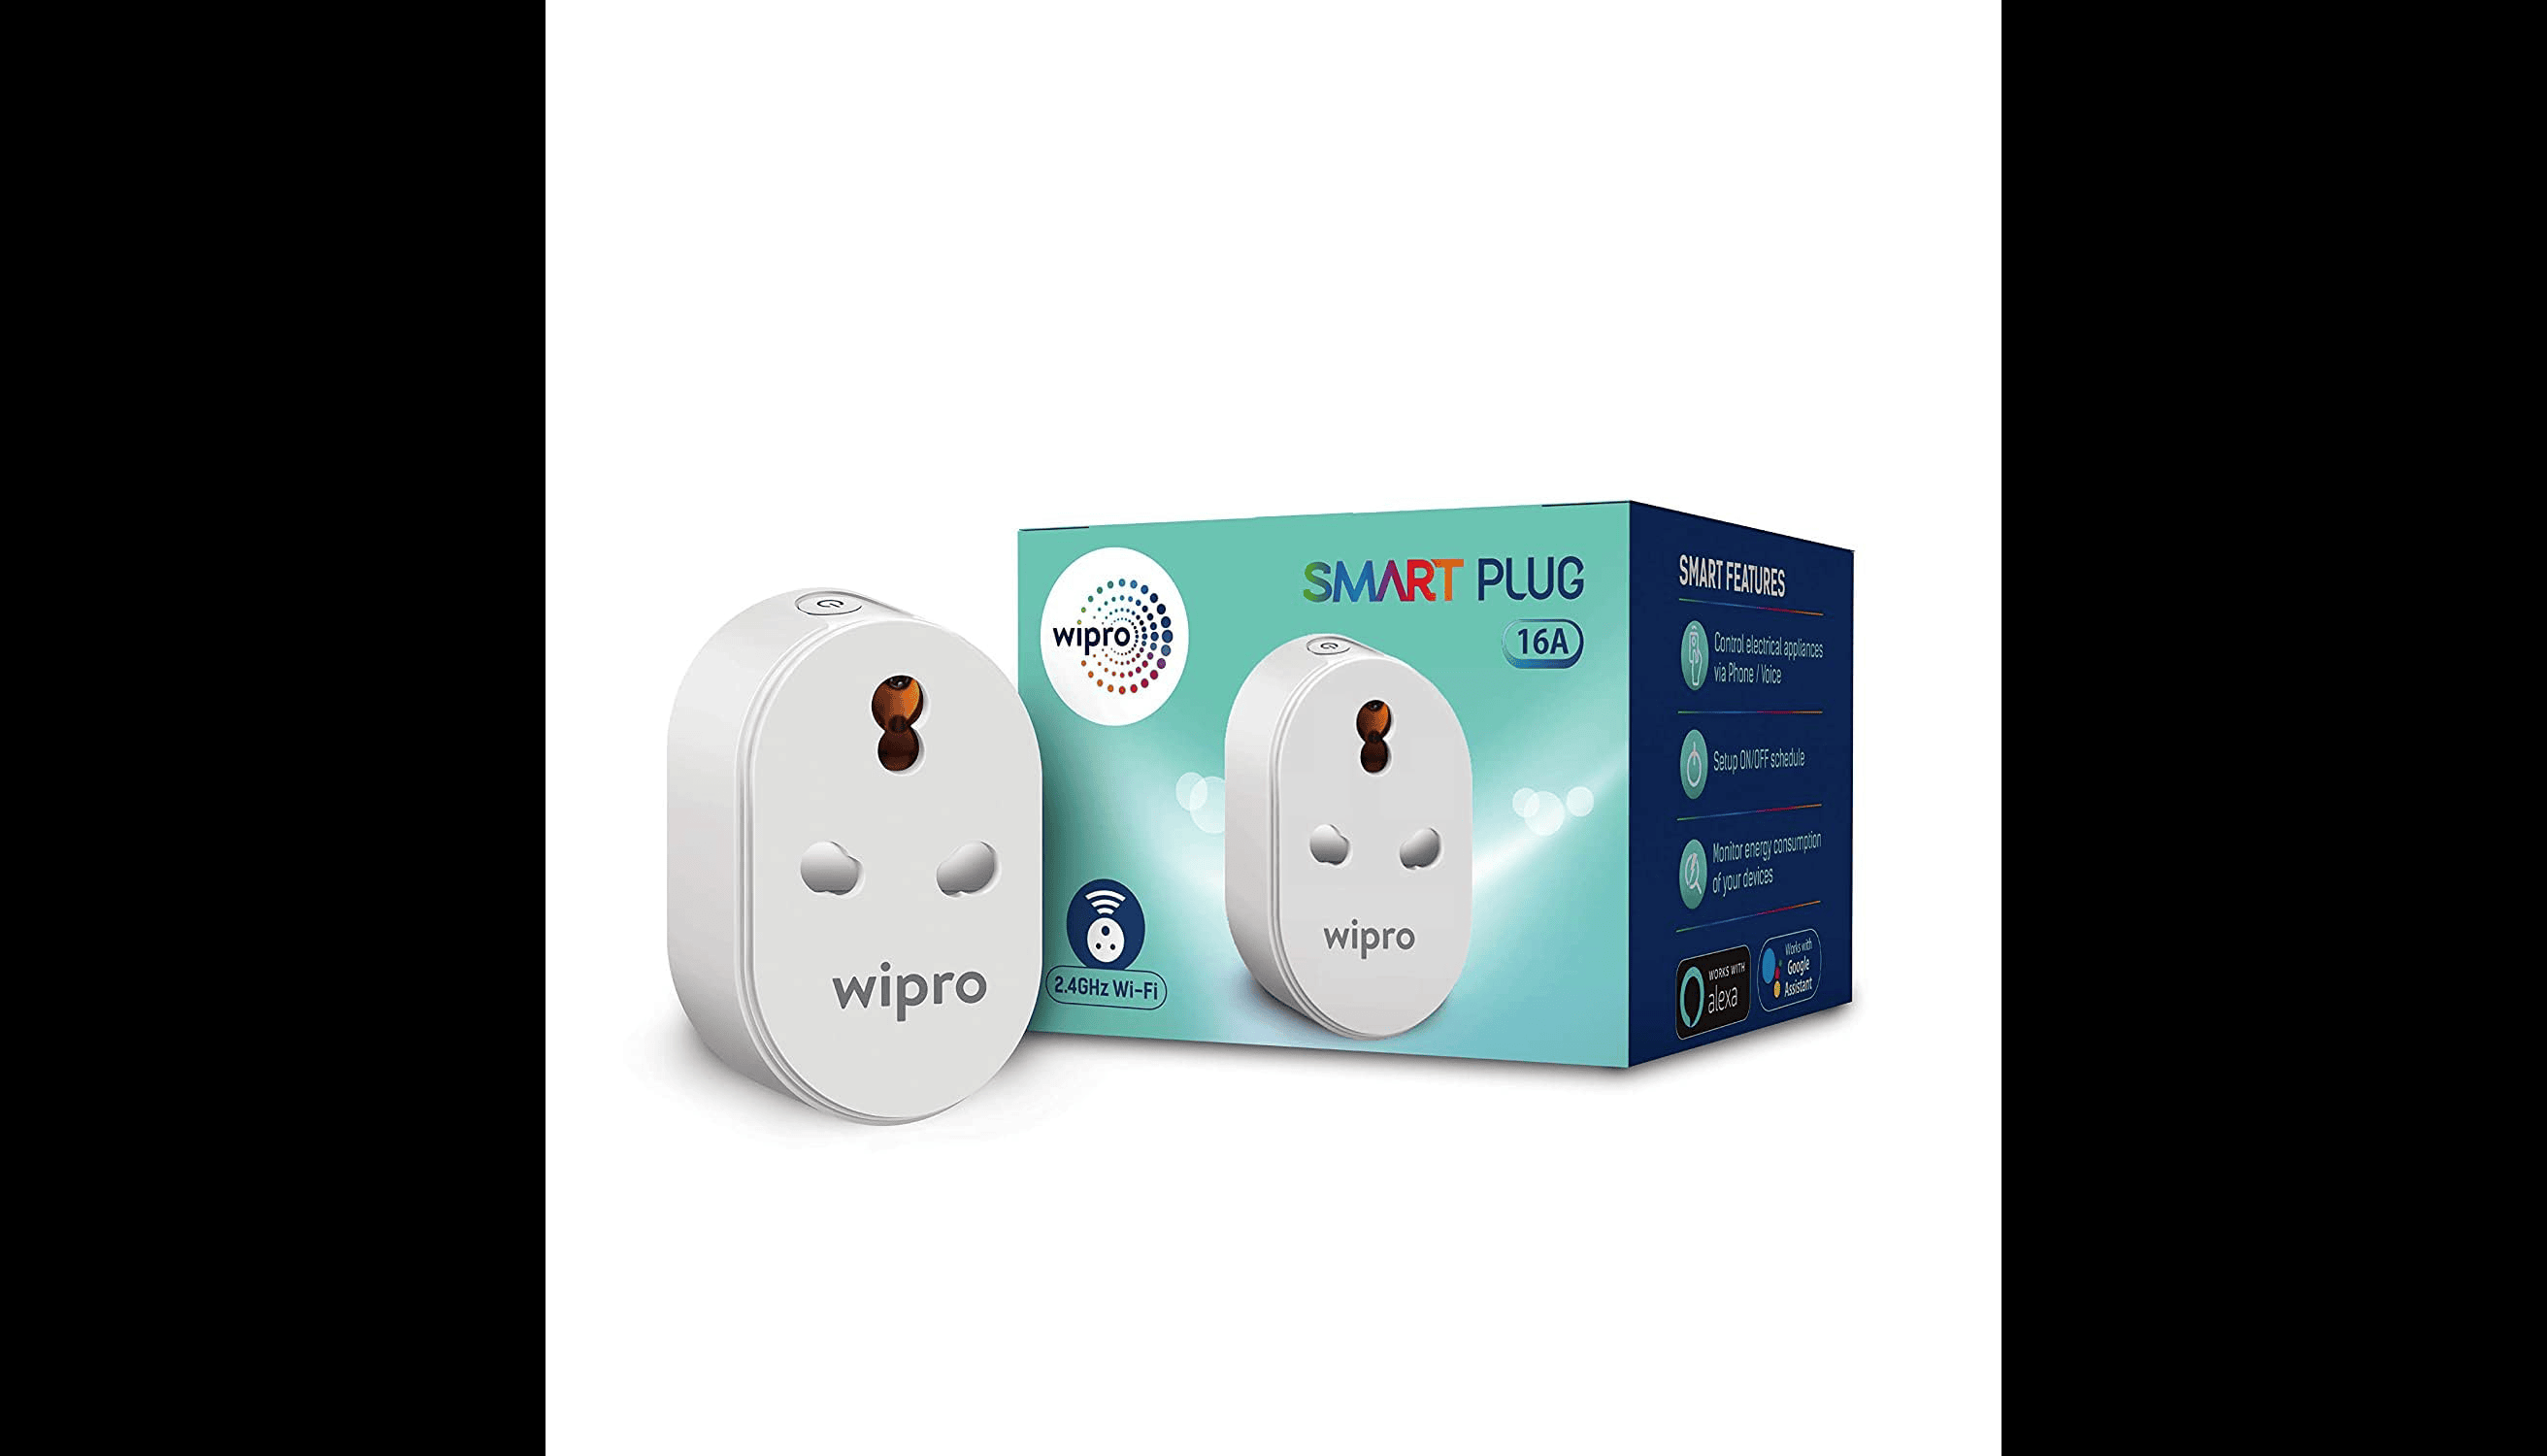 wipro
wipro
SMART PLUG
16A
wipro
2.4GHz Wi-Fi
SMART FEATURES
Control electrical appliances
via Phone / Voice
Setup ON/OFF schedule
Monitor energy consumption
of your devices
WORKS WITH
alexa
Works with
Google
Assistant